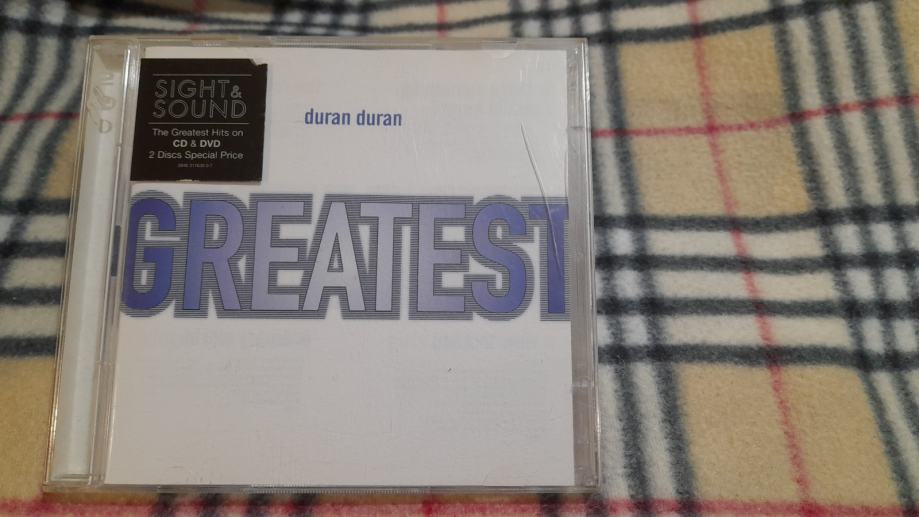 SIGHT &
SOUND
The Greatest Hits on
CD & DVD
2 Discs Special Price
duran duran
GREATEST